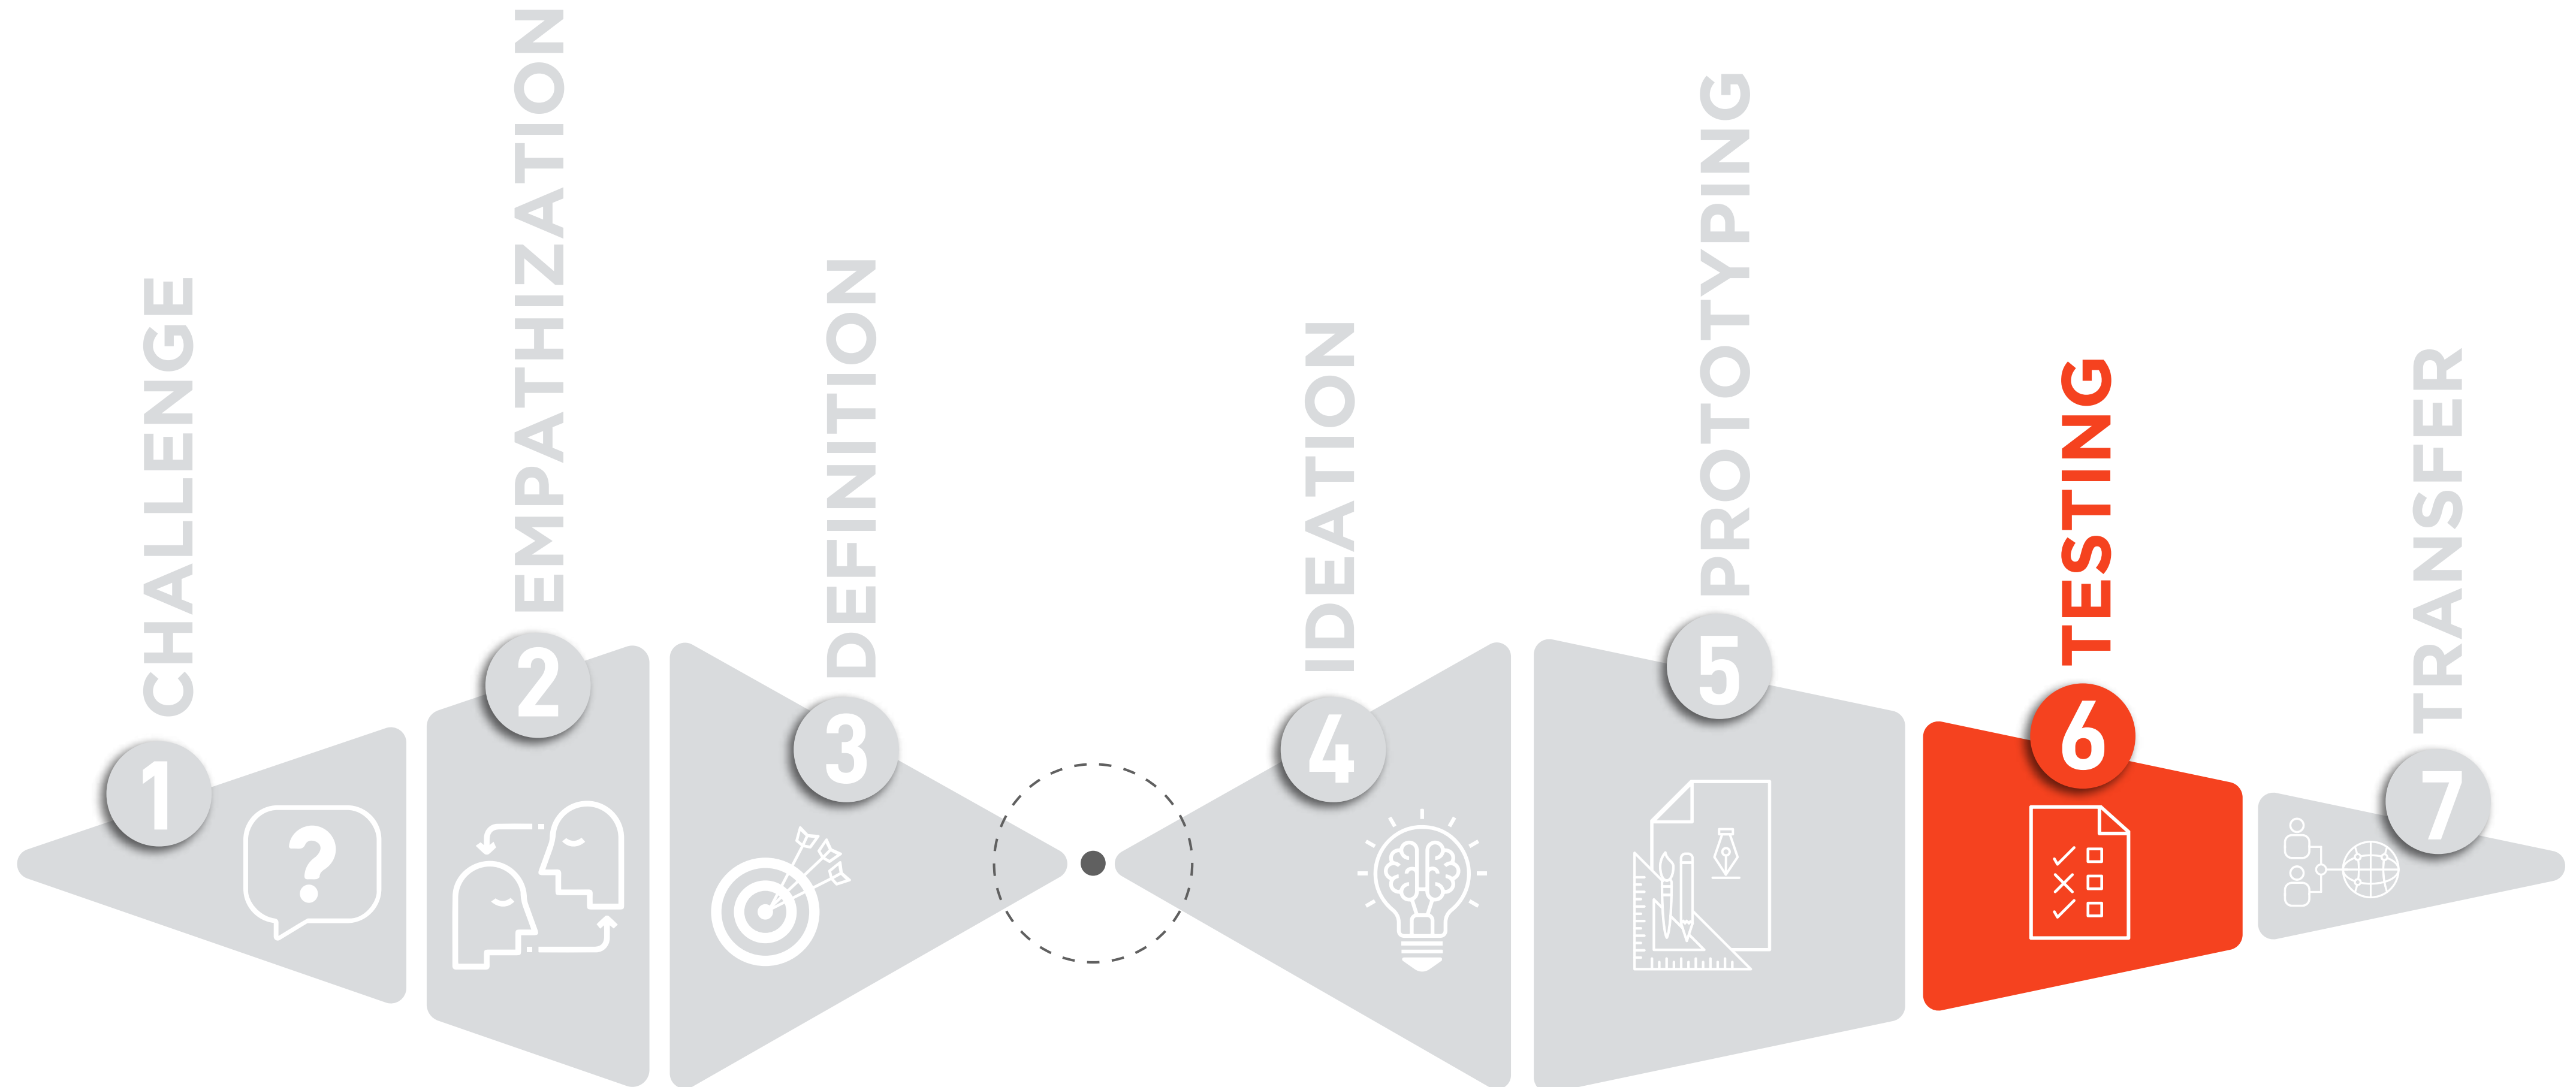 1 CHALLENGE
2 EMPATHIZATION
3 DEFINITION
4 IDEATION
5 PROTOTYPING
6 TESTING
7 TRANSFER
?